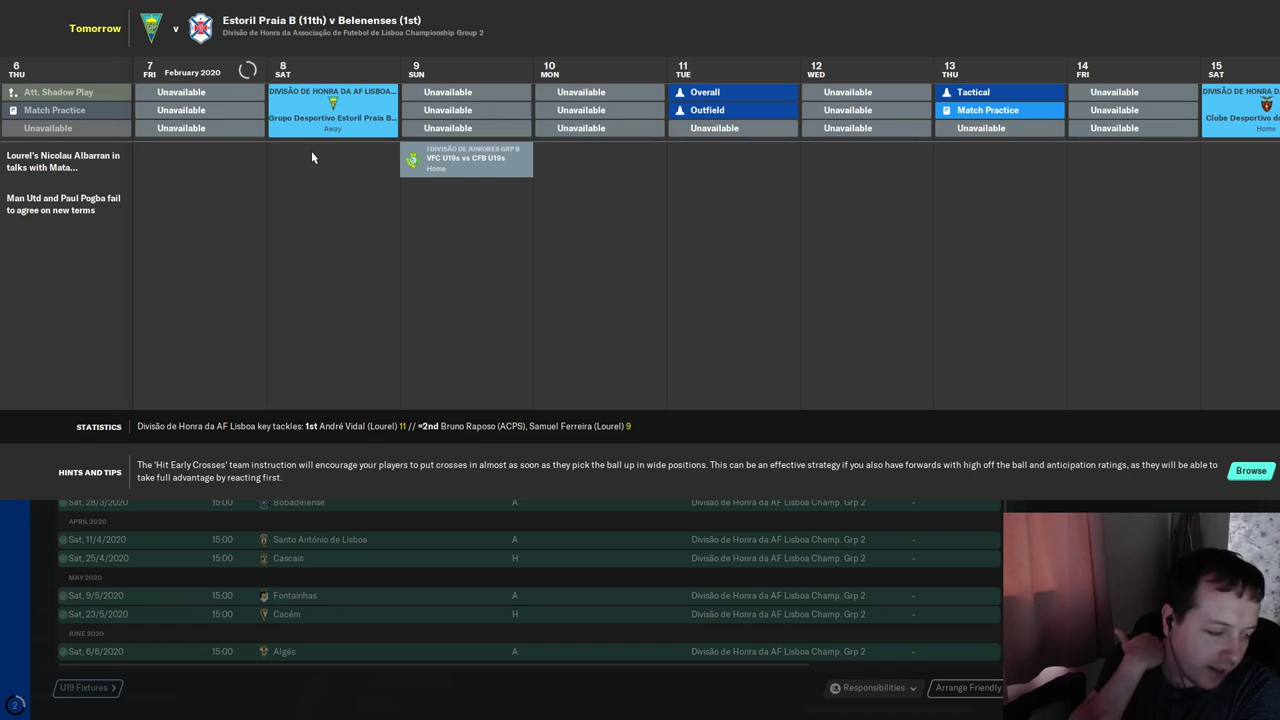 Tomorrow
v
Estoril Praia B (11th) v Belenenses (1st)
Divisão de Honra da Associação de Futebol de Lisboa Championship Group 2
6
THU
7
FRI
February 2020
8
SAT
9
SUN
10
MON
11
TUE
12
WED
13
THU
14
FRI
15
SAT
Att. Shadow Play
Match Practice
Unavailable
Unavailable
Unavailable
Unavailable
DIVISÃO DE HONRA DA AF LISBOA...
Grupo Desportivo Estoril Praia B...
Away
Unavailable
Unavailable
Unavailable
Unavailable
Unavailable
Unavailable
Overall
Outfield
Unavailable
Unavailable
Unavailable
Unavailable
Tactical
Match Practice
Unavailable
Unavailable
Unavailable
Unavailable
DIVISÃO DE HONRA D
Clube Desportivo do
Home
Lourel's Nicolau Albarran in
talks with Mata...
Man Utd and Paul Pogba fail
to agree on new terms
I DIVISÃO DE JUNIORES GRP B
VFC U19s vs CFB U19s
Home
STATISTICS
Divisão de Honra da AF Lisboa key tackles: 1st André Vidal (Lourel) 11 // =2nd Bruno Raposo (ACPS), Samuel Ferreira (Lourel) 9
HINTS AND TIPS
The 'Hit Early Crosses' team instruction will encourage your players to put crosses in almost as soon as they pick the ball up in wide positions. This can be an effective strategy if you also have forwards with high off the ball and anticipation ratings, as they will be able to
take full advantage by reacting first.
Browse
Sat, 28/3/2020 15:00 Bobadelense A Divisão de Honra da AF Lisboa Champ. Grp 2 -
APRIL 2020
Sat, 11/4/2020 15:00 Santo António de Lisboa A Divisão de Honra da AF Lisboa Champ. Grp 2 -
Sat, 25/4/2020 15:00 Cascais H Divisão de Honra da AF Lisboa Champ. Grp 2 -
MAY 2020
Sat, 9/5/2020 15:00 Fontainhas A Divisão de Honra da AF Lisboa Champ. Grp 2 -
Sat, 23/5/2020 15:00 Cacém H Divisão de Honra da AF Lisboa Champ. Grp 2 -
JUNE 2020
Sat, 6/6/2020 15:00 Algés A Divisão de Honra da AF Lisboa Champ. Grp 2 -
U19 Fixtures
Responsibilities
Arrange Friendly
2